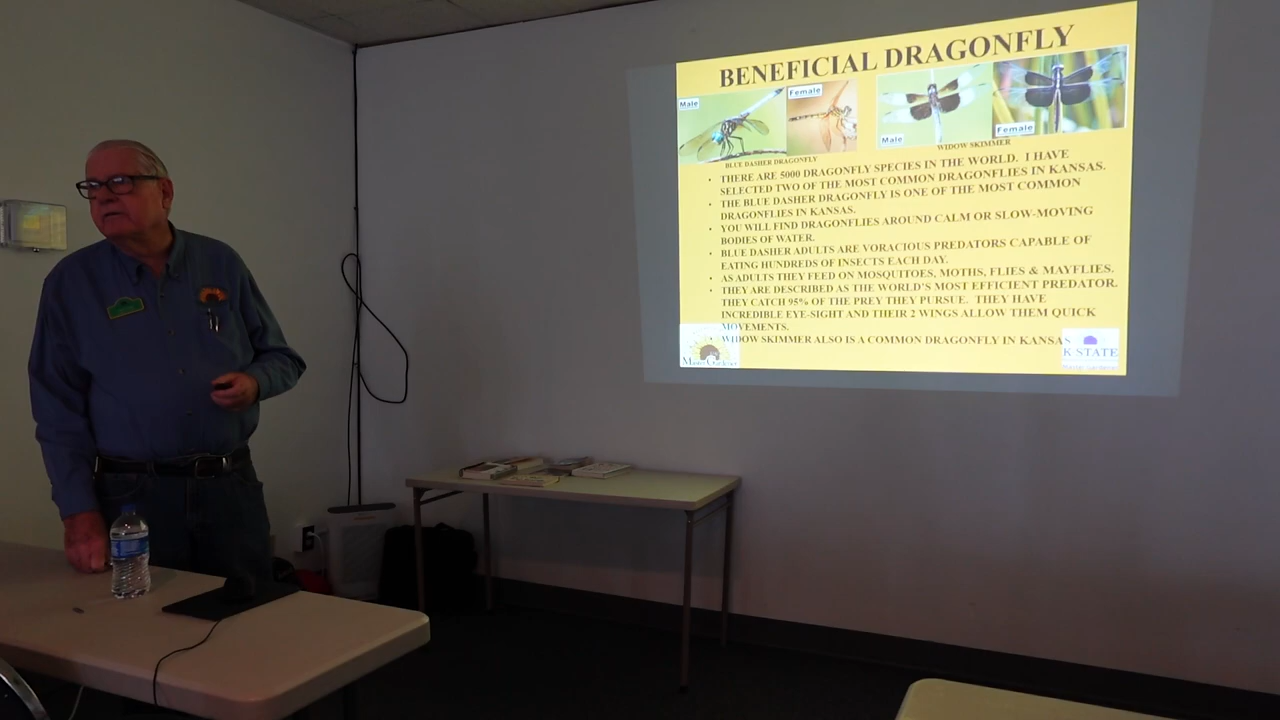 BENEFICIAL DRAGONFLY
Male
Female
Male
Female
BLUE DASHER DRAGONFLY
WIDOW SKIMMER
• THERE ARE 5000 DRAGONFLY SPECIES IN THE WORLD. I HAVE
SELECTED TWO OF THE MOST COMMON DRAGONFLIES IN KANSAS.
• THE BLUE DASHER DRAGONFLY IS ONE OF THE MOST COMMON
DRAGONFLIES IN KANSAS.
• YOU WILL FIND DRAGONFLIES AROUND CALM OR SLOW-MOVING
BODIES OF WATER.
• BLUE DASHER ADULTS ARE VORACIOUS PREDATORS CAPABLE OF
EATING HUNDREDS OF INSECTS EACH DAY.
• AS ADULTS THEY FEED ON MOSQUITOES, MOTHS, FLIES & MAYFLIES.
• THEY ARE DESCRIBED AS THE WORLD'S MOST EFFICIENT PREDATOR.
THEY CATCH 95% OF THE PREY THEY PURSUE. THEY HAVE
INCREDIBLE EYE-SIGHT AND THEIR 2 WINGS ALLOW THEM QUICK
MOVEMENTS.
• WIDOW SKIMMER ALSO IS A COMMON DRAGONFLY IN KANSAS
Master Gardener
K-STATE